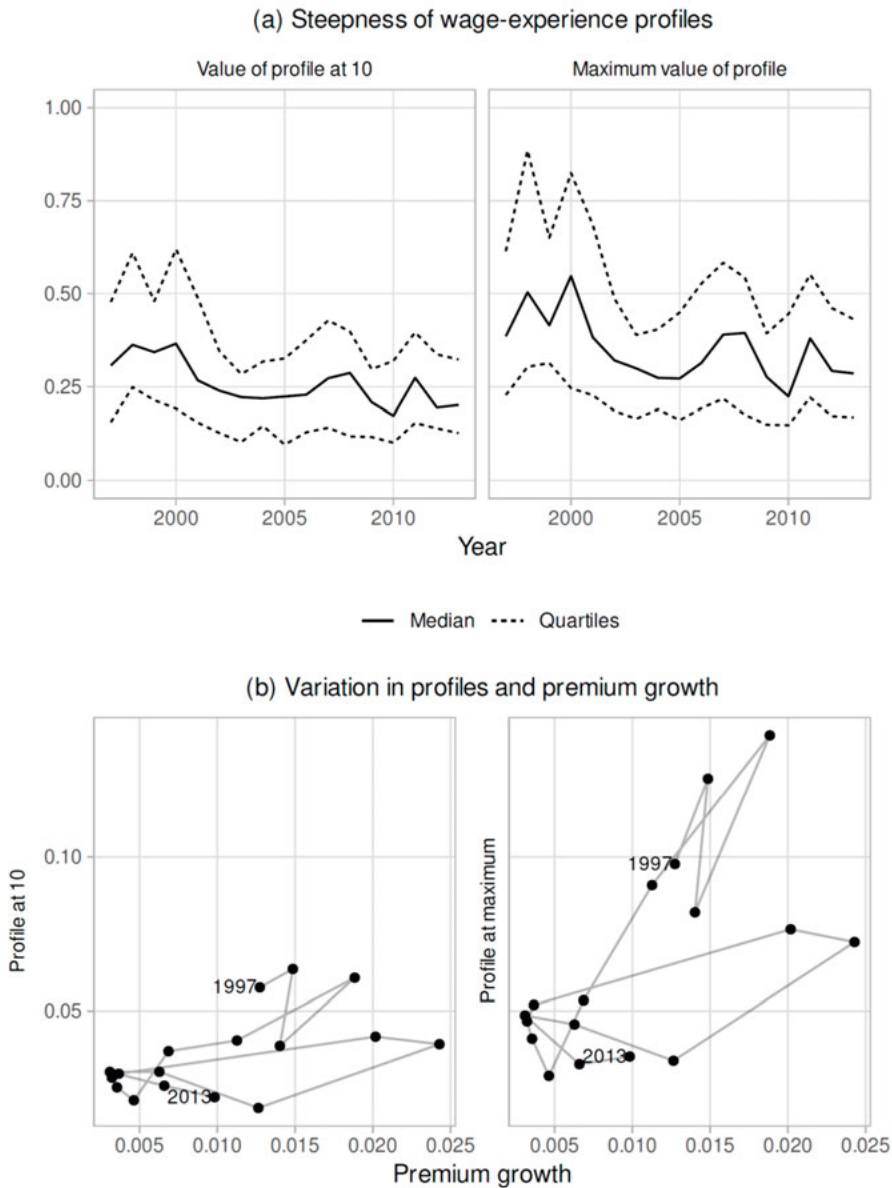 (a) Steepness of wage-experience profiles
Value of profile at 10
Maximum value of profile
1.00
0.75
0.50
0.25
0.00
2000 2005 2010
2000 2005 2010
Year
Median Quartiles
(b) Variation in profiles and premium growth
Profile at 10
0.10
0.05
1997
2013
0.005 0.010 0.015 0.020 0.025
Profile at maximum
1997
2013
0.005 0.010 0.015 0.020 0.025
Premium growth